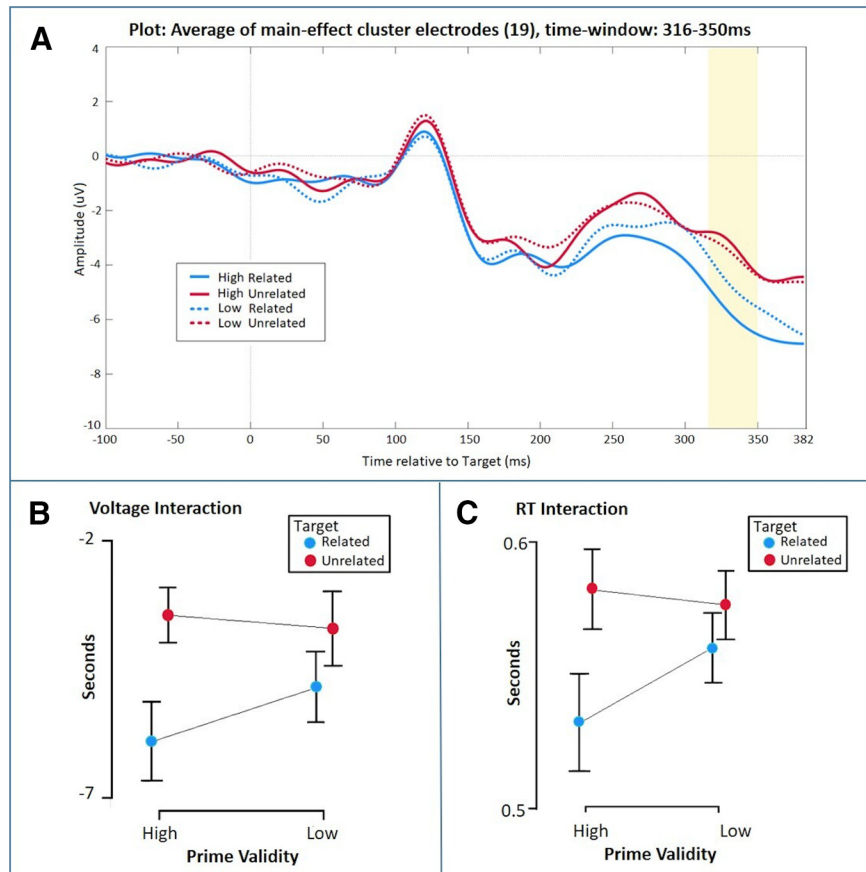 A
Plot: Average of main-effect cluster electrodes (19), time-window: 316-350ms
4
2
0
-2
-4
-6
-8
-10
Amplitude (uV)
High Related
High Unrelated
Low Related
Low Unrelated
-100
-50
0
50
100
150
200
250
300
350
382
Time relative to Target (ms)
B
Voltage Interaction
Target
Related
Unrelated
-2
Seconds
-7
High
Low
Prime Validity
C
RT Interaction
Target
Related
Unrelated
0.6
Seconds
0.5
High
Low
Prime Validity